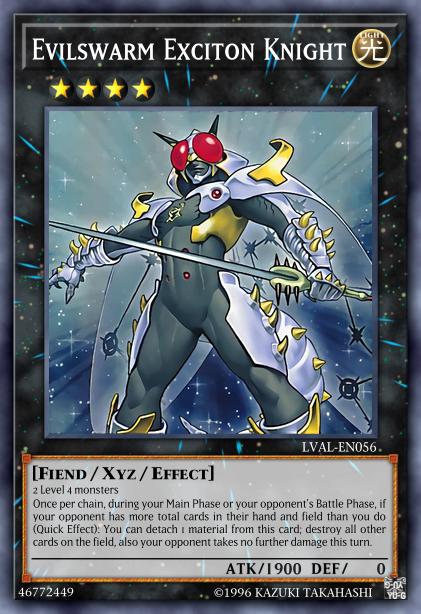 EVILSWARM EXCITON KNIGHT
LIGHT
光
LVAL-EN056
[FIEND / XYZ / EFFECT]
2 Level 4 monsters
Once per chain, during your Main Phase or your opponent's Battle Phase, if
your opponent has more total cards in their hand and field than you do
(Quick Effect): You can detach 1 material from this card; destroy all other
cards on the field, also your opponent takes no further damage this turn.
ATK/1900 DEF/ 0
46772449
©1996 KAZUKI TAKAHASHI